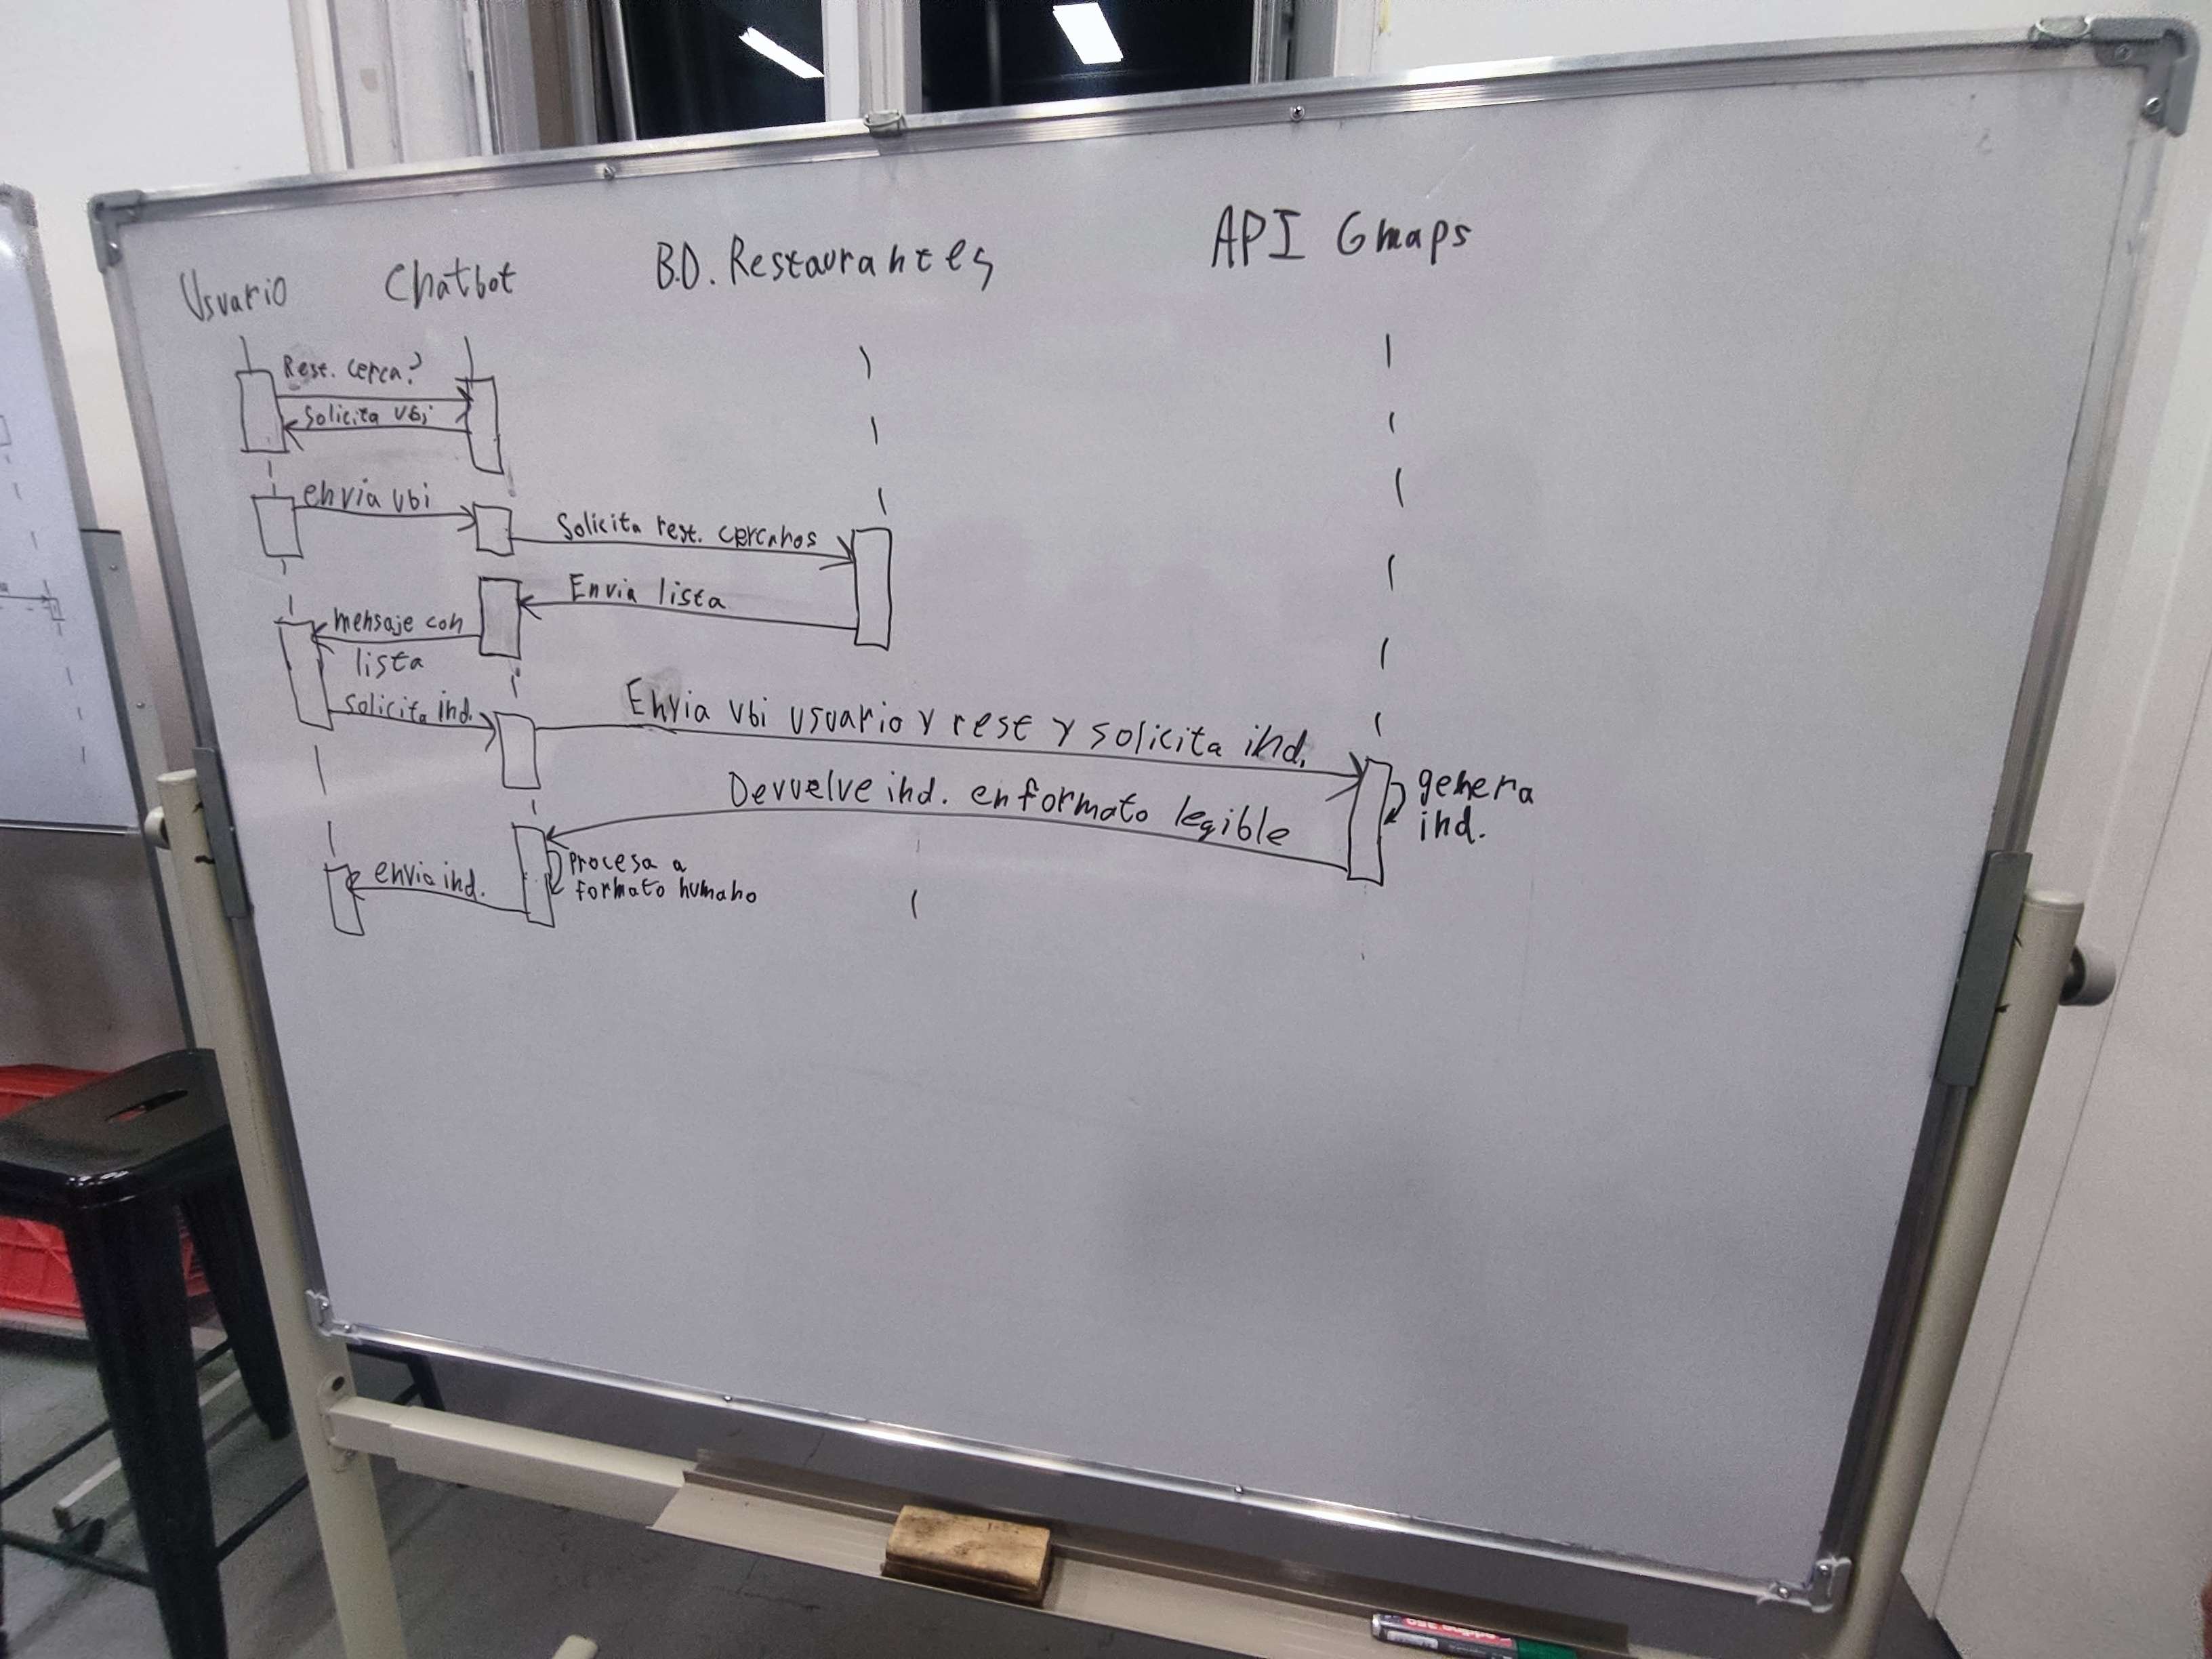 Usuario
Chatbot
B.D. Restaurantes
API Gmaps
Rest. cerca?
Solicita ubi
envia ubi
Solicita rest. cercanos
Envia lista
mensaje con
lista
solicita ind.
Envia ubi usuario y rest y solicita ind.
genera
ind.
Devuelve ind. en formato legible
Procesa a
formato humano
envia ind.